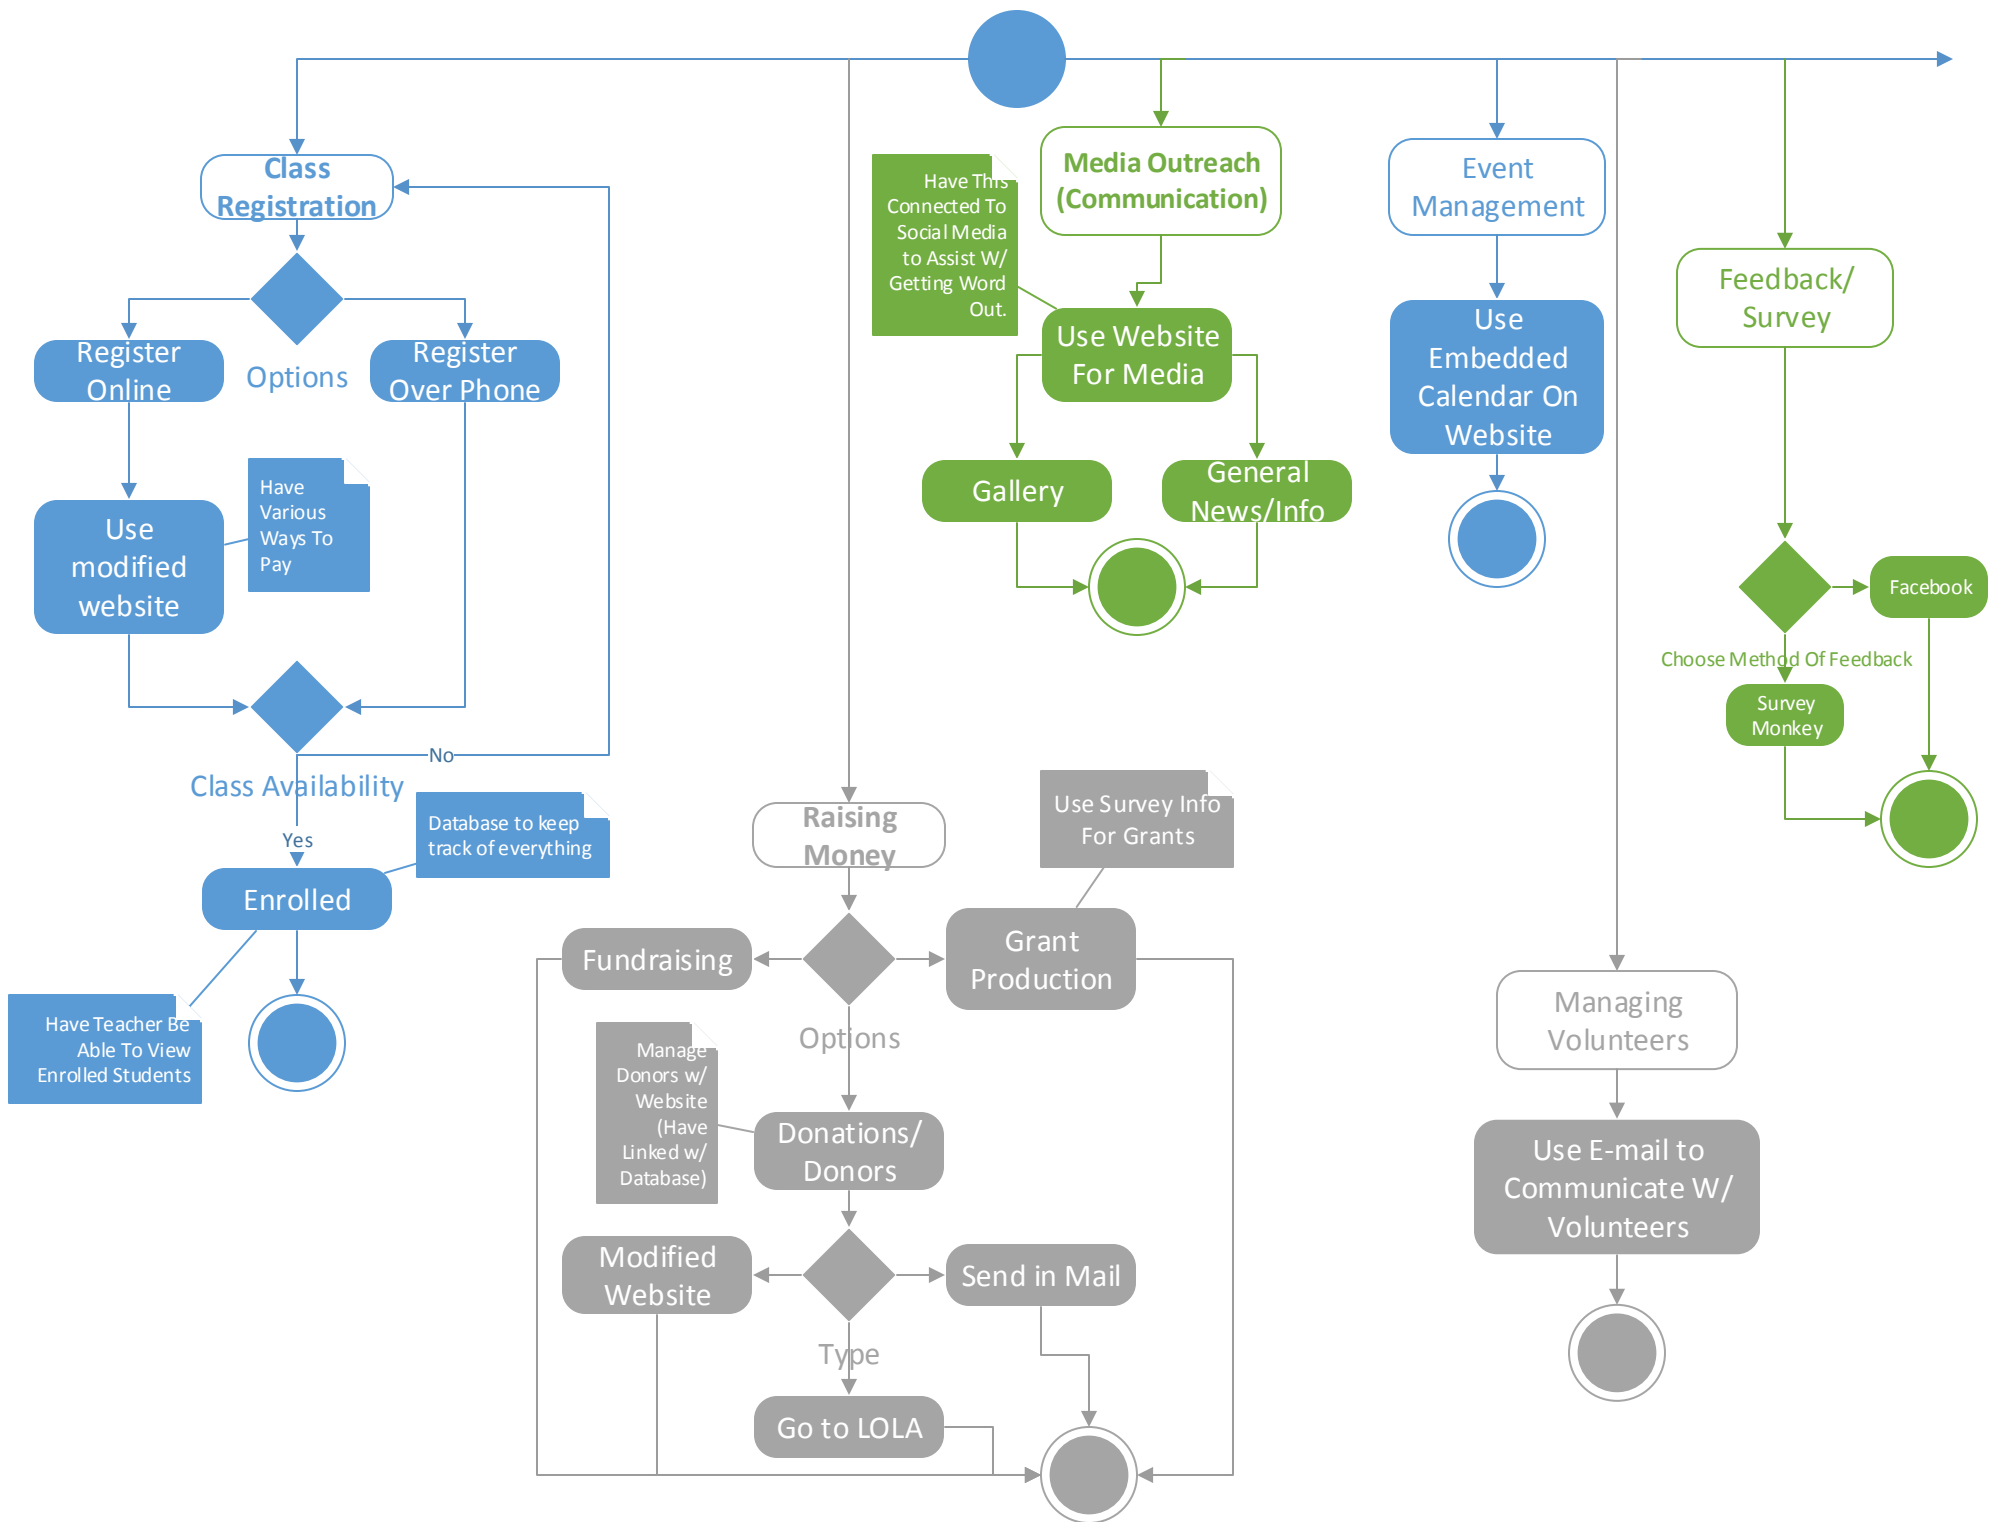 Class
Registration
Options
Register
Online
Register
Over Phone
Use
modified
website
Have
Various
Ways To
Pay
No
Class Availability
Yes
Database to keep
track of everything
Enrolled
Have Teacher Be
Able To View
Enrolled Students
Raising
Money
Use Survey Info
For Grants
Fundraising
Grant
Production
Options
Manage
Donors w/
Website
(Have
Linked w/
Database)
Donations/
Donors
Modified
Website
Send in Mail
Type
Go to LOLA
Media Outreach
(Communication)
Have This
Connected To
Social Media
to Assist W/
Getting Word
Out.
Use Website
For Media
Gallery
General
News/Info
Event
Management
Use
Embedded
Calendar On
Website
Managing
Volunteers
Use E-mail to
Communicate W/
Volunteers
Feedback/
Survey
Facebook
Choose Method Of Feedback
Survey
Monkey